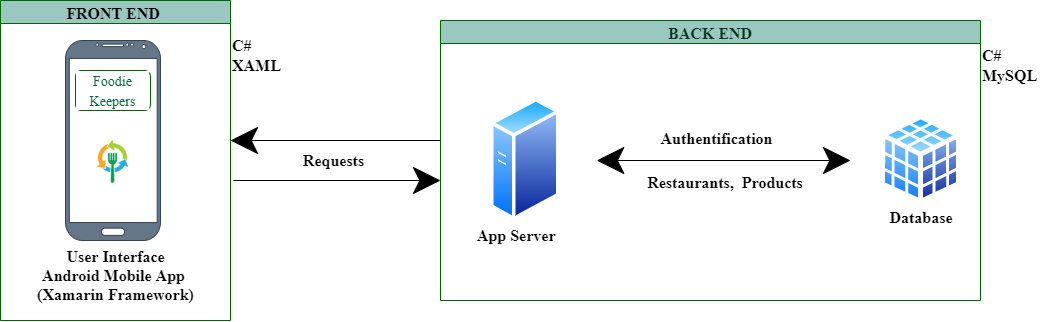 FRONT END
Foodie
Keepers
User Interface
Android Mobile App
(Xamarin Framework)
C#
XAML
Requests
BACK END
App Server
Authentification
Restaurants, Products
Database
C#
MySQL